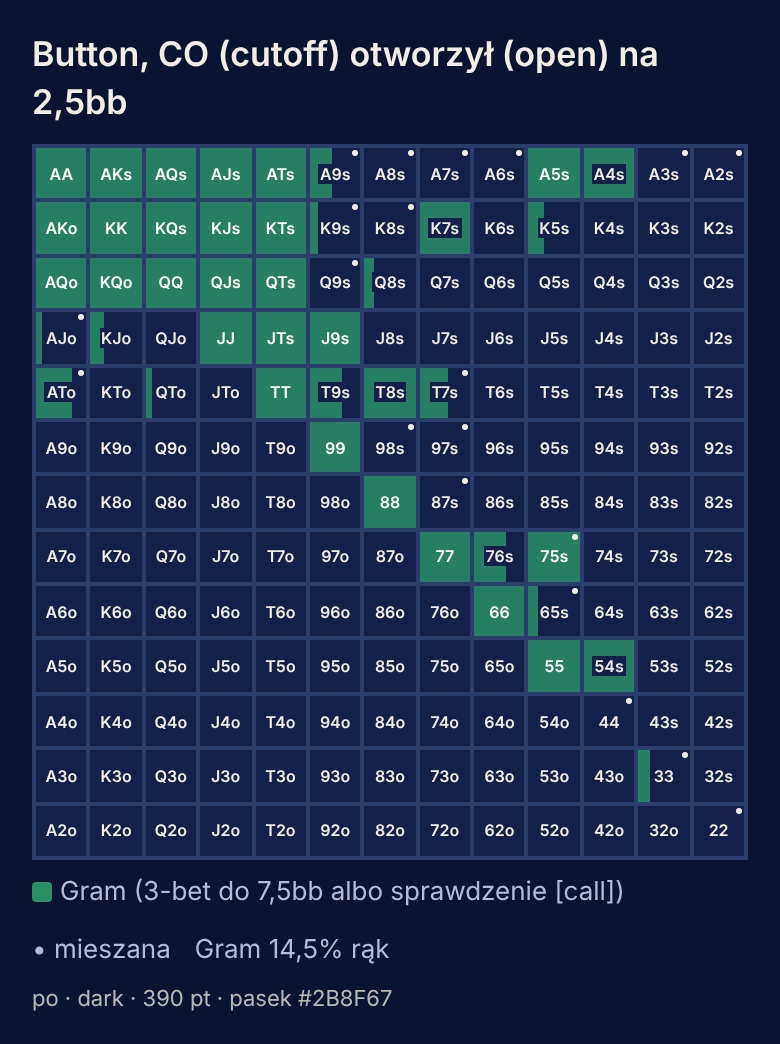 Button, CO (cutoff) otworzył (open) na
2,5bb
AA AKs AQs AJs ATs A9s A8s A7s A6s A5s A4s A3s A2s
AKo KK KQs KJs KTs K9s K8s K7s K6s K5s K4s K3s K2s
AQo KQo QQ QJs QTs Q9s Q8s Q7s Q6s Q5s Q4s Q3s Q2s
AJo KJo QJo JJ JTs J9s J8s J7s J6s J5s J4s J3s J2s
ATo KTo QTo JTo TT T9s T8s T7s T6s T5s T4s T3s T2s
A9o K9o Q9o J9o T9o 99 98s 97s 96s 95s 94s 93s 92s
A8o K8o Q8o J8o T8o 98o 88 87s 86s 85s 84s 83s 82s
A7o K7o Q7o J7o T7o 97o 87o 77 76s 75s 74s 73s 72s
A6o K6o Q6o J6o T6o 96o 86o 76o 66 65s 64s 63s 62s
A5o K5o Q5o J5o T5o 95o 85o 75o 65o 55 54s 53s 52s
A4o K4o Q4o J4o T4o 94o 84o 74o 64o 54o 44 43s 42s
A3o K3o Q3o J3o T3o 93o 83o 73o 63o 53o 43o 33 32s
A2o K2o Q2o J2o T2o 92o 82o 72o 62o 52o 42o 32o 22
Gram (3-bet do 7,5bb albo sprawdzenie [call])
• mieszana Gram 14,5% rąk
po · dark · 390 pt · pasek #2B8F67